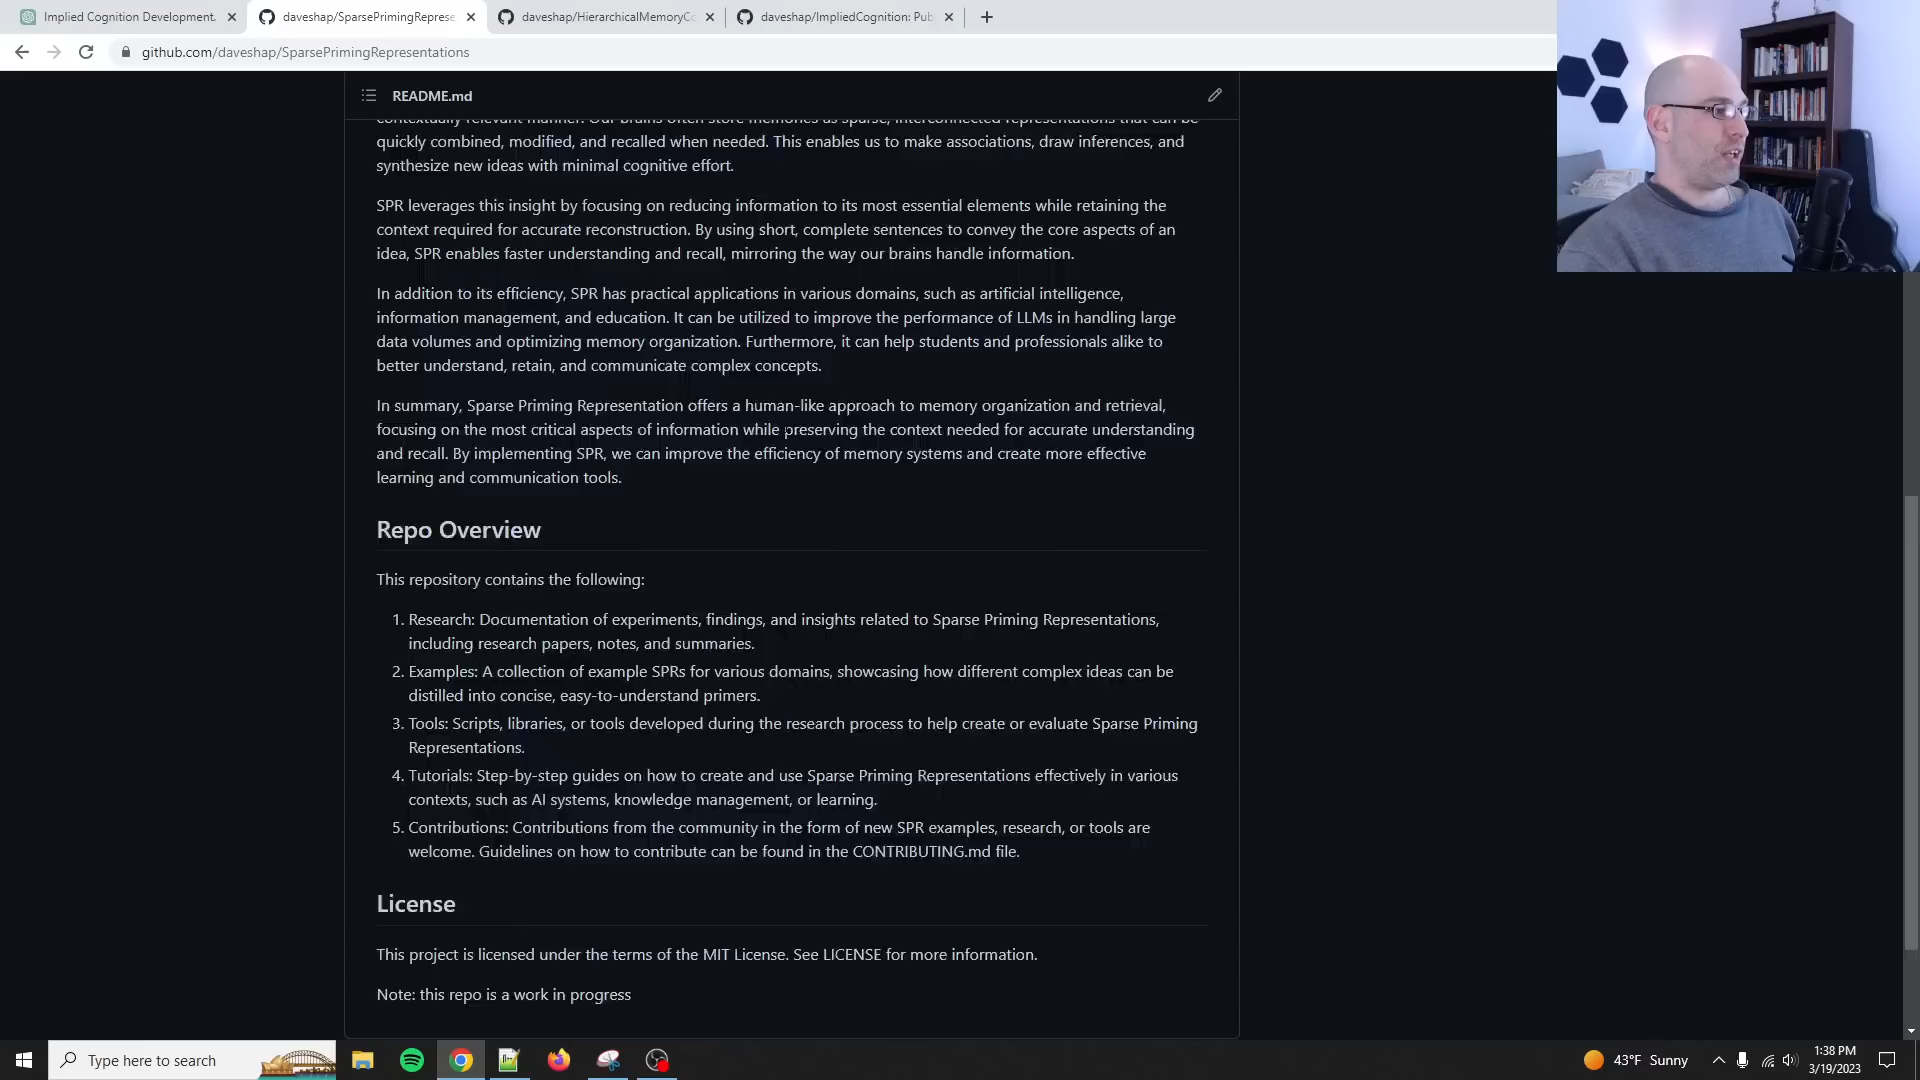 Implied Cognition Development.
daveshap/SparsePrimingReprese
daveshap/HierarchicalMemoryCo
daveshap/ImpliedCognition: Pub
github.com/daveshap/SparsePrimingRepresentations
README.md
contextually relevant manner. Our brains often store memories as sparse, interconnected representations that can be
quickly combined, modified, and recalled when needed. This enables us to make associations, draw inferences, and
synthesize new ideas with minimal cognitive effort.
SPR leverages this insight by focusing on reducing information to its most essential elements while retaining the
context required for accurate reconstruction. By using short, complete sentences to convey the core aspects of an
idea, SPR enables faster understanding and recall, mirroring the way our brains handle information.
In addition to its efficiency, SPR has practical applications in various domains, such as artificial intelligence,
information management, and education. It can be utilized to improve the performance of LLMs in handling large
data volumes and optimizing memory organization. Furthermore, it can help students and professionals alike to
better understand, retain, and communicate complex concepts.
In summary, Sparse Priming Representation offers a human-like approach to memory organization and retrieval,
focusing on the most critical aspects of information while preserving the context needed for accurate understanding
and recall. By implementing SPR, we can improve the efficiency of memory systems and create more effective
learning and communication tools.
Repo Overview
This repository contains the following:
1. Research: Documentation of experiments, findings, and insights related to Sparse Priming Representations,
including research papers, notes, and summaries.
2. Examples: A collection of example SPRs for various domains, showcasing how different complex ideas can be
distilled into concise, easy-to-understand primers.
3. Tools: Scripts, libraries, or tools developed during the research process to help create or evaluate Sparse Priming
Representations.
4. Tutorials: Step-by-step guides on how to create and use Sparse Priming Representations effectively in various
contexts, such as AI systems, knowledge management, or learning.
5. Contributions: Contributions from the community in the form of new SPR examples, research, or tools are
welcome. Guidelines on how to contribute can be found in the CONTRIBUTING.md file.
License
This project is licensed under the terms of the MIT License. See LICENSE for more information.
Note: this repo is a work in progress
Type here to search
43°F Sunny
1:38 PM
3/19/2023